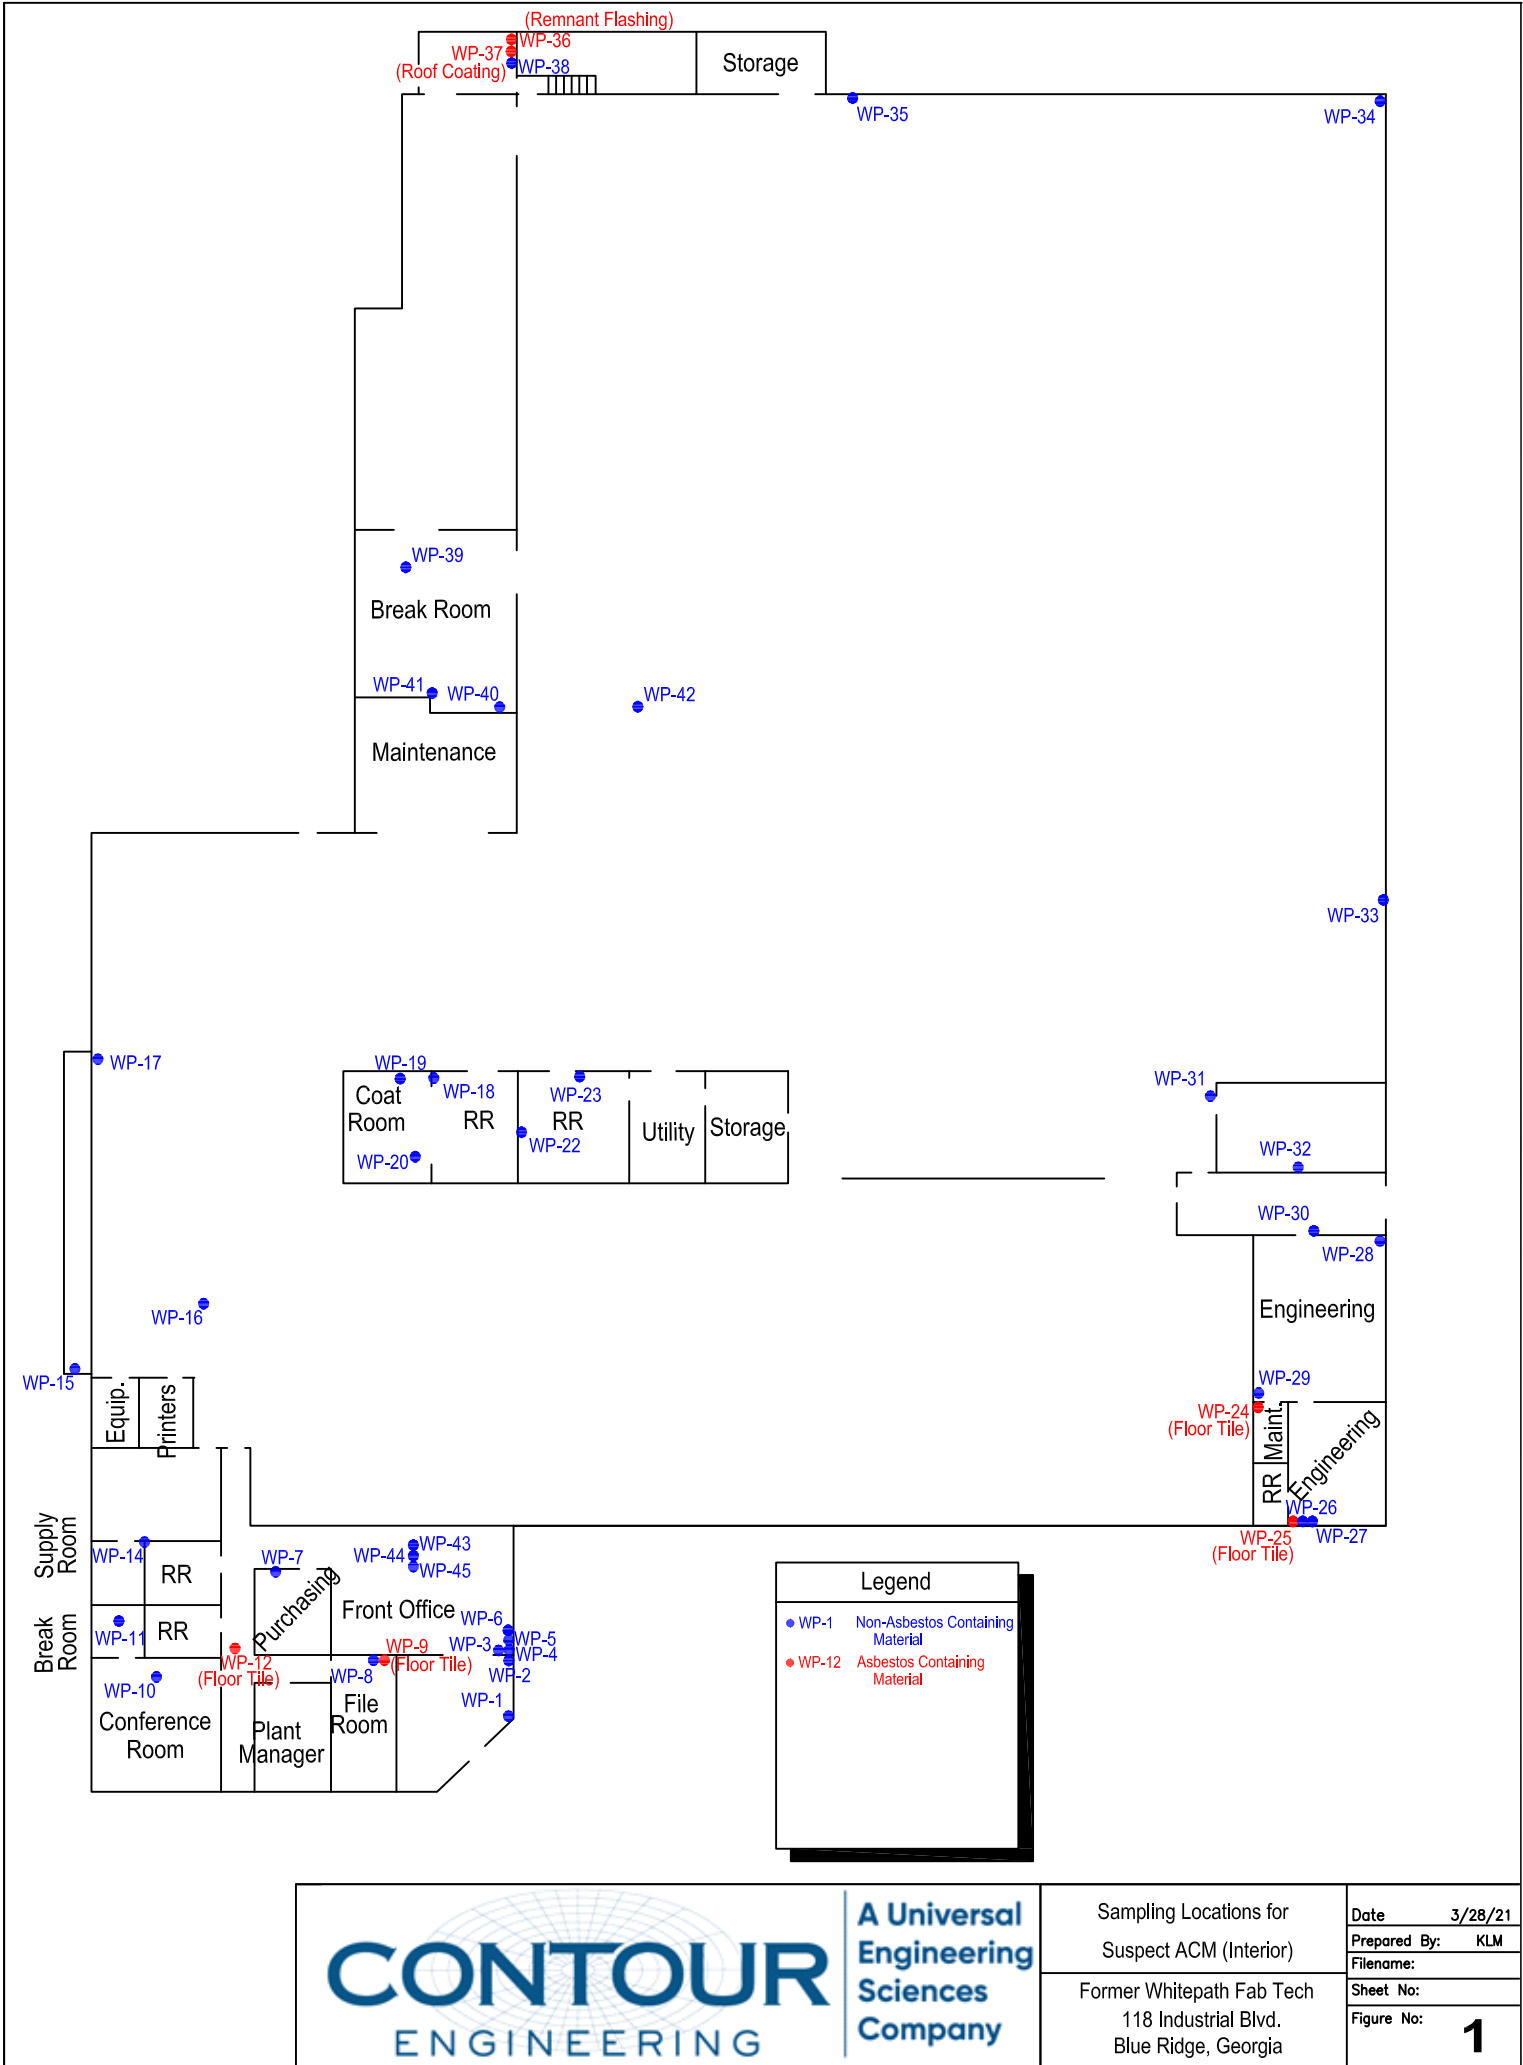 (Remnant Flashing)
WP-36
WP-37
(Roof Coating)
WP-38
Storage
WP-35
WP-34
WP-39
Break Room
WP-41
WP-40
WP-42
Maintenance
WP-33
WP-17
WP-19
WP-18
WP-23
Coat
Room
RR
RR
Utility
Storage
WP-22
WP-20
WP-31
WP-32
WP-30
WP-28
Engineering
WP-16
WP-15
Equip.
Printers
WP-29
WP-24
(Floor Tile)
Maint.
Engineering
RR
WP-26
WP-25
(Floor Tile)
WP-27
Supply
Room
WP-14
RR
WP-7
WP-43
WP-44
WP-45
Purchasing
Front Office
Break
Room
WP-11
RR
WP-12
(Floor Tile)
WP-6
WP-5
WP-3
WP-4
WP-2
WP-9
(Floor Tile)
WP-8
WP-10
WP-1
Conference
Room
Plant
Manager
File
Room
Legend
WP-1 Non-Asbestos Containing
Material
WP-12 Asbestos Containing
Material
CONTOUR
ENGINEERING
A Universal
Engineering
Sciences
Company
Sampling Locations for
Suspect ACM (Interior)
Former Whitepath Fab Tech
118 Industrial Blvd.
Blue Ridge, Georgia
Date 3/28/21
Prepared By: KLM
Filename:
Sheet No:
Figure No: 1